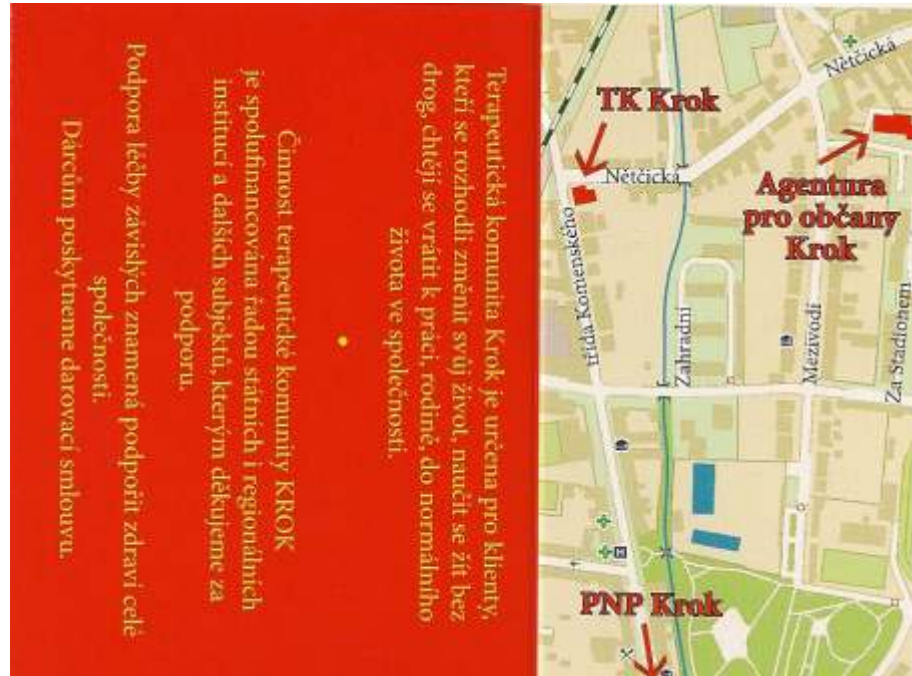 Terapeutická komunita Krok je určena pro klienty,
kteří se rozhodli změnit svůj život, naučit se žít bez
drog, chtějí se vrátit k práci, rodině, do normálního
života ve společnosti.
Činnost terapeutické komunity KROK
je spolufinancována řadou státních i regionálních
institucí a dalších subjektů, kterým děkujeme za
podporu.
Podpora léčby závislých znamená podpořit zdraví celé
společnosti.
Dárcům poskytneme darovací smlouvu.
Nětčická
TK Krok
Nětčická
Agentura
pro občany
Krok
třída Komenského
Zahradní
Mezivodí
Za Stadionem
PNP Krok